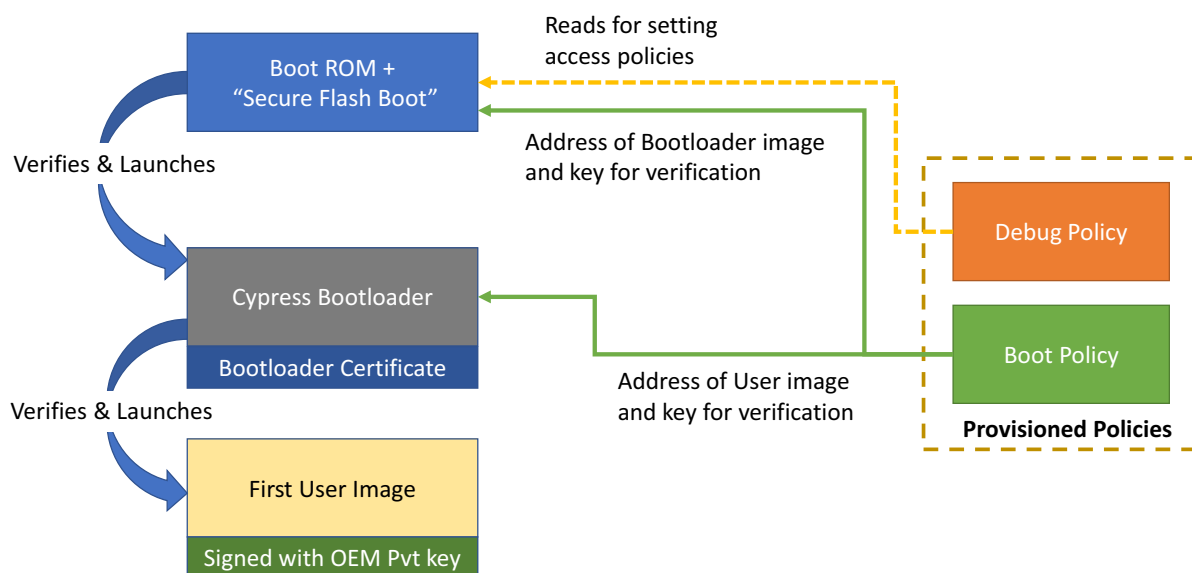 Reads for setting
access policies
Boot ROM +
“Secure Flash Boot”
Address of Bootloader image
and key for verification
Verifies & Launches
Debug Policy
Cypress Bootloader
Boot Policy
Bootloader Certificate
Address of User image
and key for verification
Verifies & Launches
Provisioned Policies
First User Image
Signed with OEM Pvt key